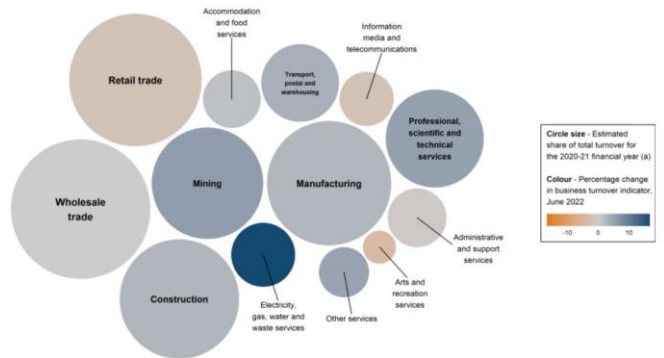 Accommodation
and food
services
Information
media and
telecommunications
Retail trade
Transport,
postal and
warehousing
Professional,
scientific and
technical
services
Mining
Manufacturing
Wholesale
trade
Administrative
and support
services
Construction
Electricity,
gas, water and
waste services
Other services
Arts and
recreation
services
Circle size - Estimated
share of total turnover for
the 2020-21 financial year (a)
Colour - Percentage change
in business turnover indicator,
June 2022
-10 0 10